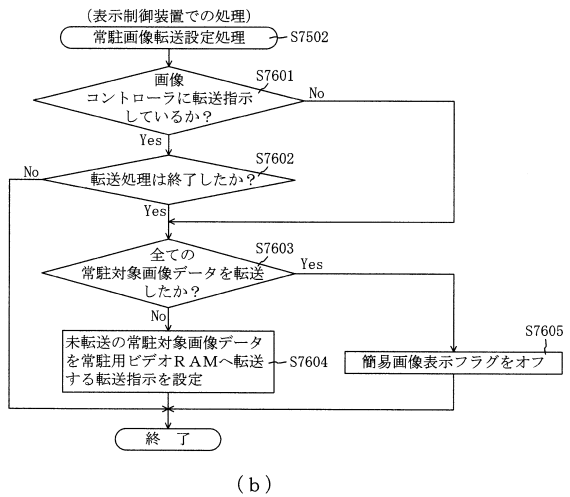 (表示制御装置での処理)
常駐画像転送設定処理
S7502
画像
コントローラに転送指示
しているか?
S7601
No
Yes
転送処理は終了したか?
S7602
No
Yes
全ての
常駐対象画像データを転送
したか?
S7603
Yes
No
未転送の常駐対象画像データ
を常駐用ビデオRAMへ転送
する転送指示を設定
S7604
簡易画像表示フラグをオフ
S7605
終 了
(b)